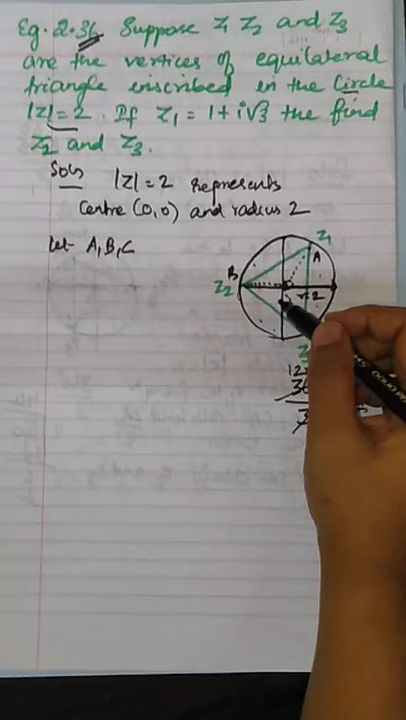 Eg. 2.36 Suppose Z1 Z2 and Z3
are the vertices of equilateral
triangle inscribed in the Circle
|Z| = 2. If Z1 = 1 + i√3 the find
Z2 and Z3.
Soln |Z| = 2 Represents
Centre (0,0) and radius 2
Let A, B, C
Z1
A
B
Z2
r=2